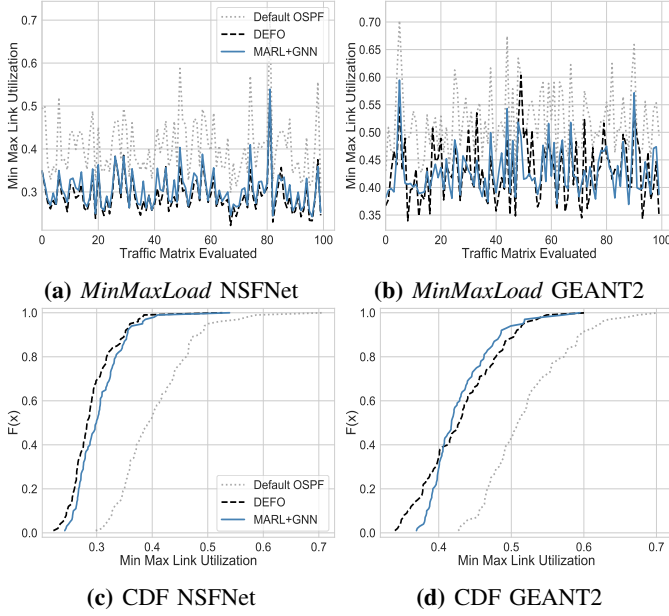 0.7
0.6
0.5
0.4
0.3
Min Max Link Utilization
Default OSPF
DEFO
MARL+GNN
0 20 40 60 80 100
Traffic Matrix Evaluated
(a) MinMaxLoad NSFNet
0.70
0.65
0.60
0.55
0.50
0.45
0.40
0.35
Min Max Link Utilization
0 20 40 60 80 100
Traffic Matrix Evaluated
(b) MinMaxLoad GEANT2
1.0
0.8
0.6
0.4
0.2
0.0
F(x)
Default OSPF
DEFO
MARL+GNN
0.3 0.4 0.5 0.6 0.7
Min Max Link Utilization
(c) CDF NSFNet
1.0
0.8
0.6
0.4
0.2
0.0
F(x)
0.4 0.5 0.6 0.7
Min Max Link Utilization
(d) CDF GEANT2